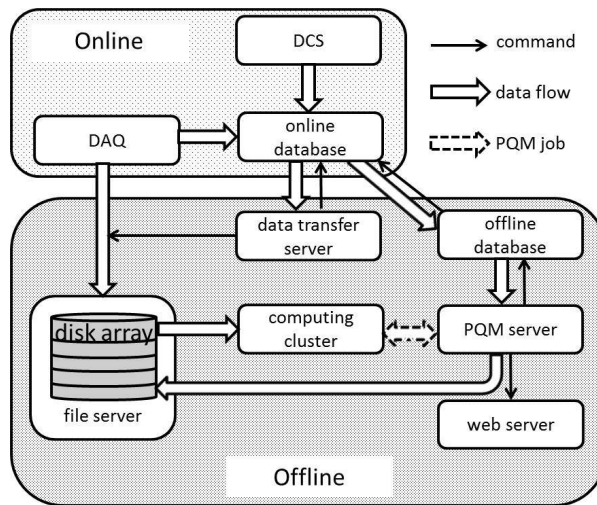 Online
DCS
command
data flow
DAQ
online
database
PQM job
data transfer
server
offline
database
disk array
computing
cluster
PQM server
file server
web server
Offline